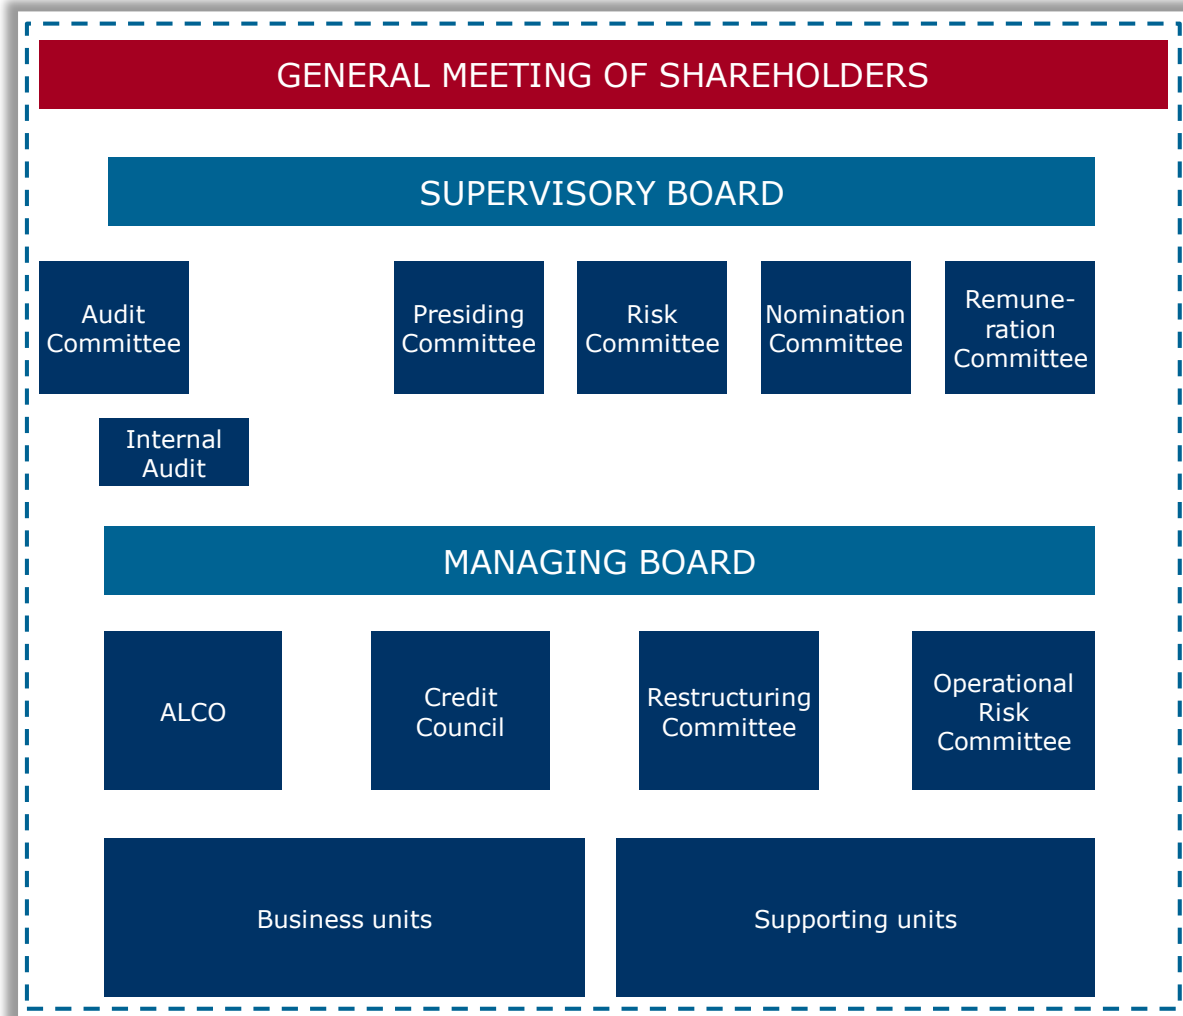 GENERAL MEETING OF SHAREHOLDERS
SUPERVISORY BOARD
Audit
Committee
Presiding
Committee
Risk
Committee
Nomination
Committee
Remune-
ration
Committee
Internal
Audit
MANAGING BOARD
ALCO
Credit
Council
Restructuring
Committee
Operational
Risk
Committee
Business units
Supporting units